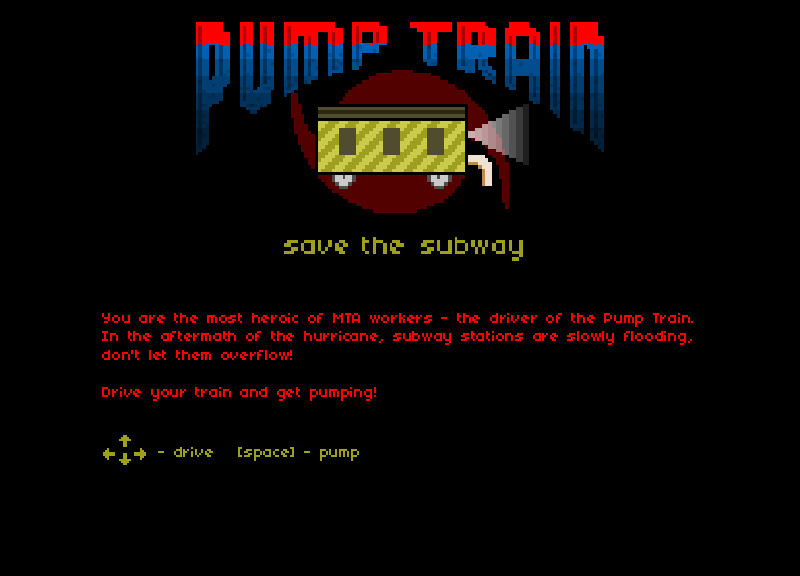 PUMP TRAIN
save the subway
You are the most heroic of MTA workers - the driver of the Pump Train.
In the aftermath of the hurricane, subway stations are slowly flooding,
don't let them overflow!
Drive your train and get pumping!
- drive [space] - pump